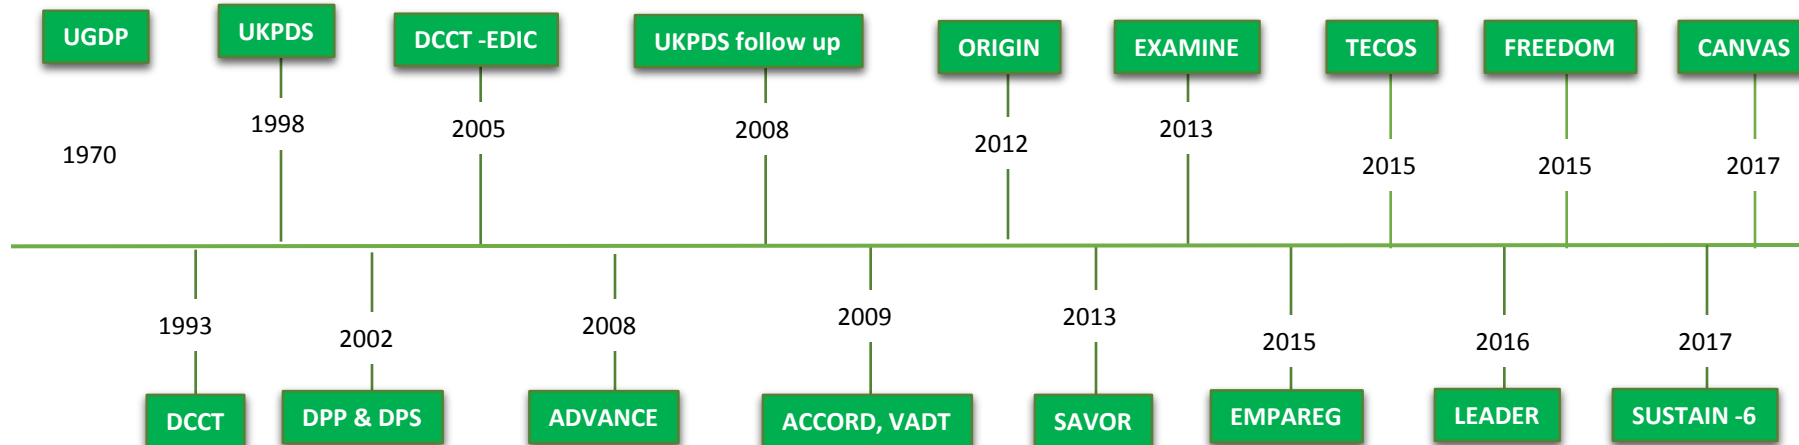 UGDP
UKPDS
DCCT -EDIC
UKPDS follow up
ORIGIN
EXAMINE
TECOS
FREEDOM
CANVAS
1970
1998
2005
2008
2012
2013
2015
2015
2017
1993
2002
2008
2009
2013
2015
2016
2017
DCCT
DPP & DPS
ADVANCE
ACCORD, VADT
SAVOR
EMPAREG
LEADER
SUSTAIN -6